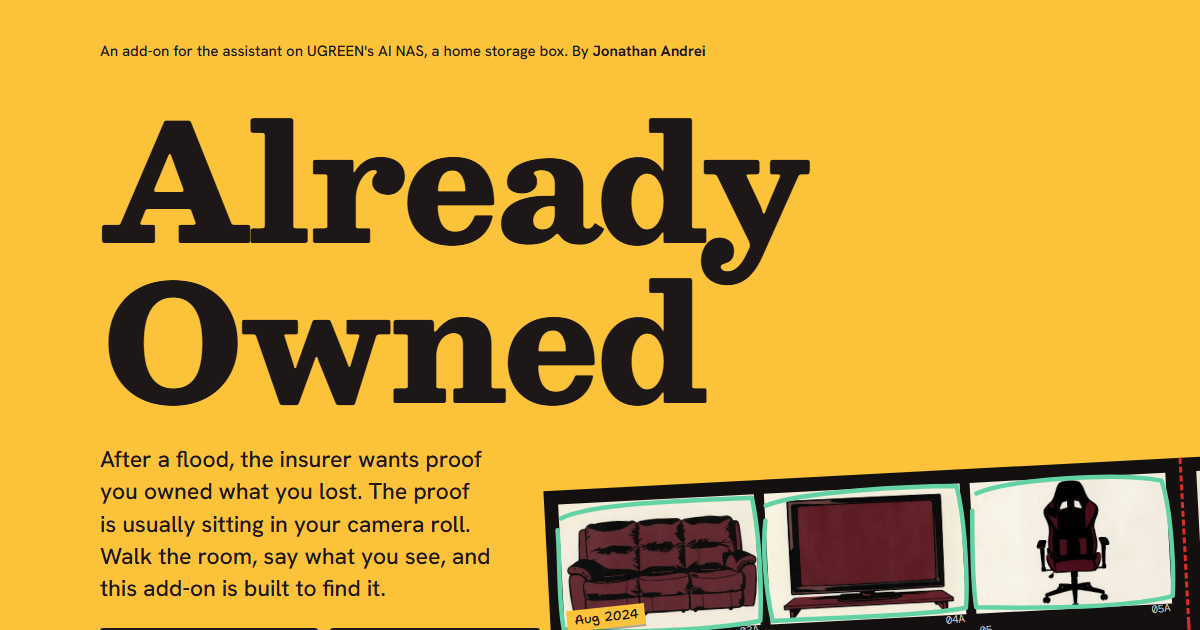 An add-on for the assistant on UGREEN's AI NAS, a home storage box. By Jonathan Andrei
Already
Owned
After a flood, the insurer wants proof
you owned what you lost. The proof
is usually sitting in your camera roll.
Walk the room, say what you see, and
this add-on is built to find it.
Aug 2024
04A
05
05A